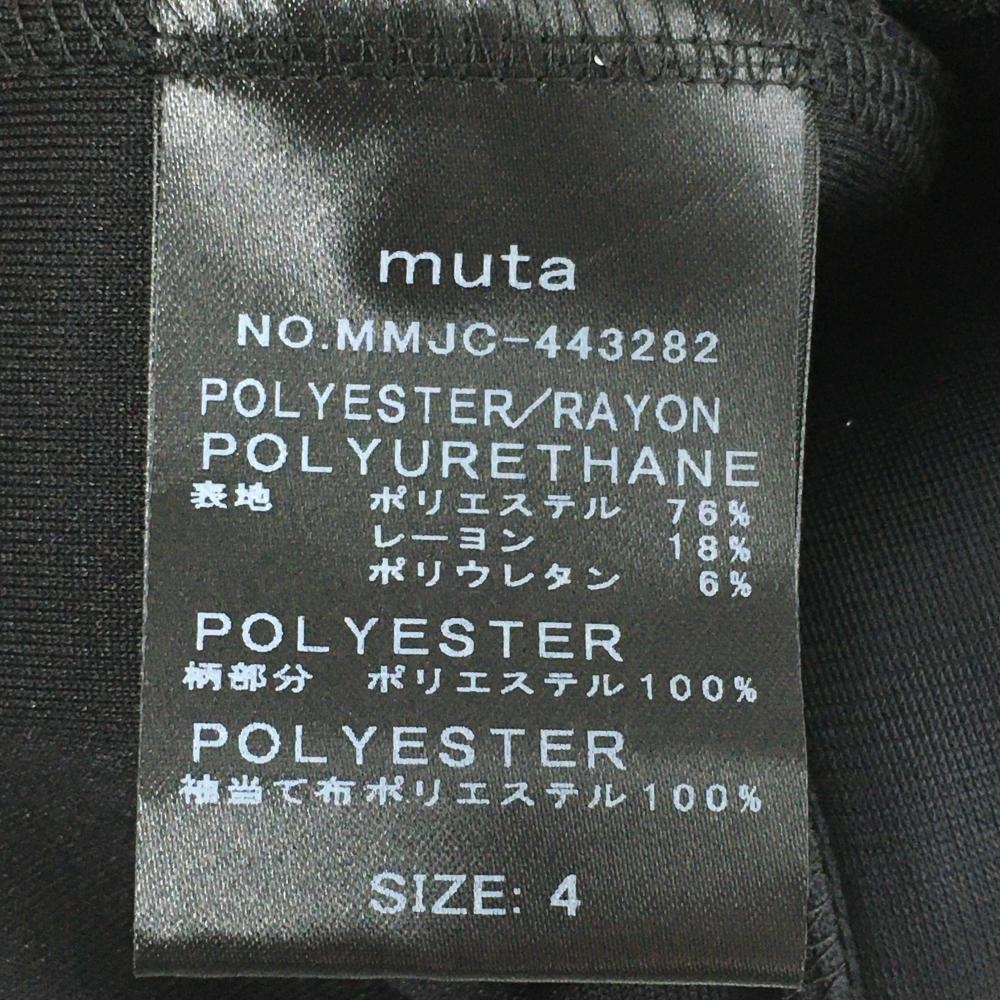 muta
NO.MMJC-443282
POLYESTER/RAYON
POLYURETHANE
表地 ポリエステル 76%
レーヨン 18%
ポリウレタン 6%
POLYESTER
柄部分 ポリエステル100%
POLYESTER
袖当て布ポリエステル100%
SIZE: 4